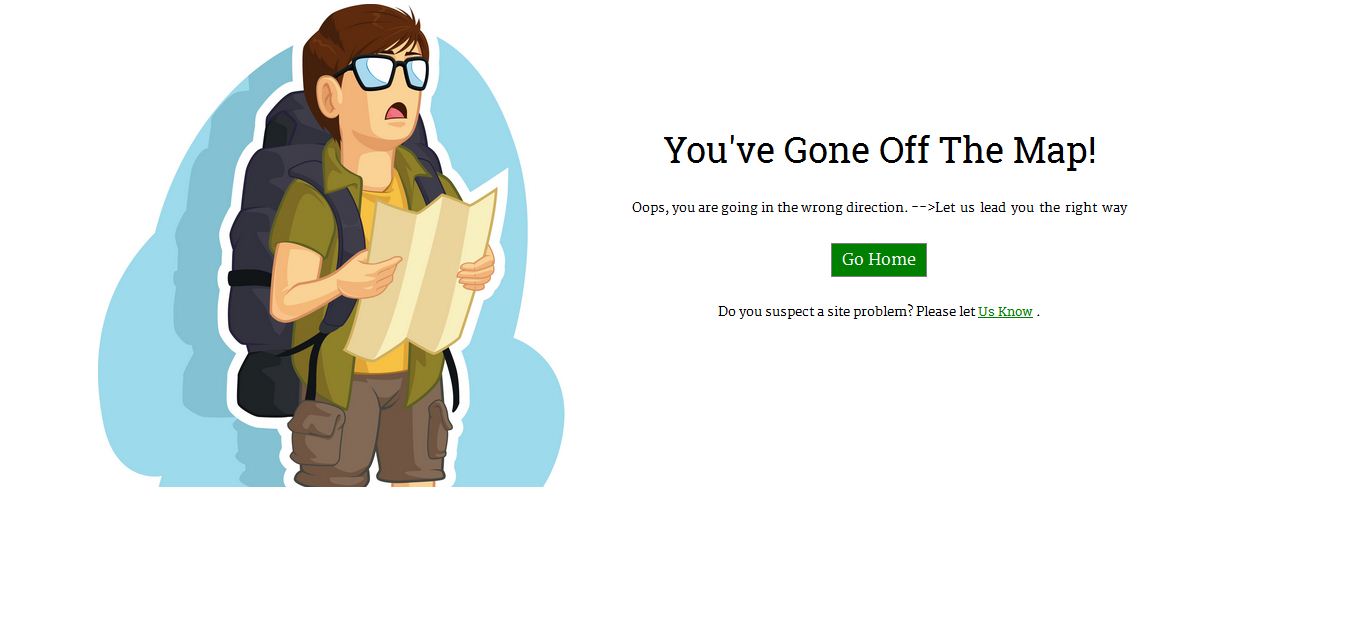 You've Gone Off The Map!
Oops, you are going in the wrong direction. -->Let us lead you the right way
Go Home
Do you suspect a site problem? Please let Us Know .